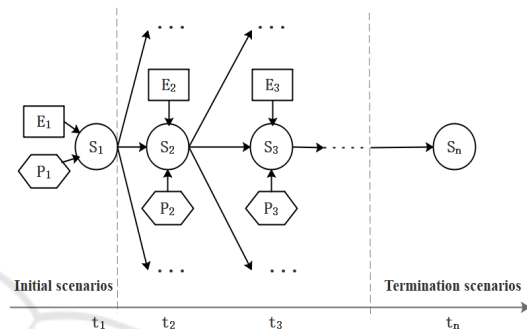 ... ...
E₂ E₃
E₁
S₁ S₂ S₃ ····· Sₙ
P₁
P₂ P₃
... ...
Initial scenarios Termination scenarios
t₁ t₂ t₃ tₙ